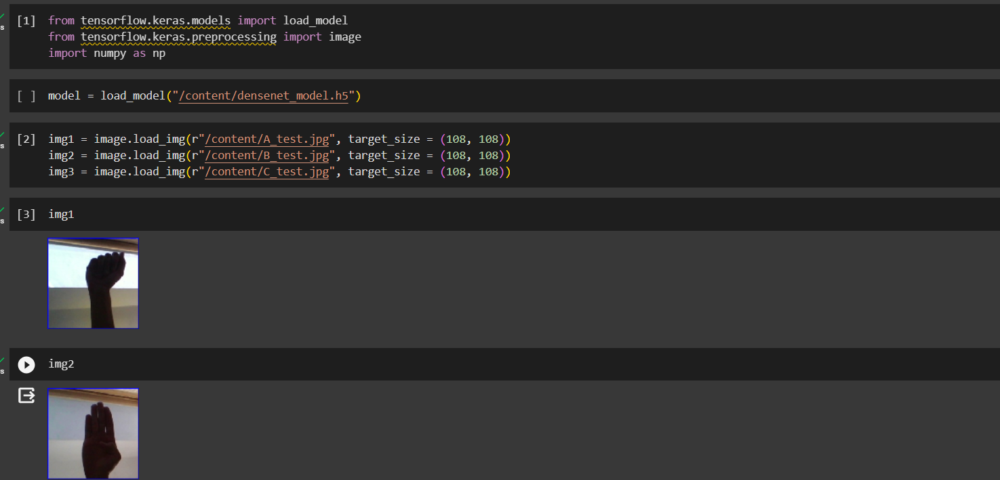 [1] from tensorflow.keras.models import load_model
from tensorflow.keras.preprocessing import image
import numpy as np
[ ] model = load_model("/content/densenet_model.h5")
[2] img1 = image.load_img(r"/content/A_test.jpg", target_size = (108, 108))
img2 = image.load_img(r"/content/B_test.jpg", target_size = (108, 108))
img3 = image.load_img(r"/content/C_test.jpg", target_size = (108, 108))
[3] img1
img2